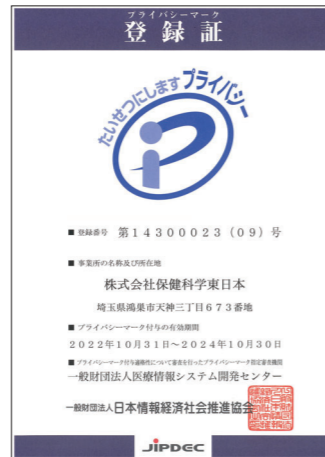 プライバシーマーク
登録証
たいせつにしますプライバシー
■ 登録番号 第14300023(09)号
■ 事業所の名称及び所在地
株式会社保健科学東日本
埼玉県鴻巣市天神三丁目673番地
■ プライバシーマーク付与の有効期間
2022年10月31日~2024年10月30日
■ プライバシーマーク付与適格性について審査を行ったプライバシーマーク指定審査機関
一般財団法人医療情報システム開発センター
一般財団法人日本情報経済社会推進協会
JIPDEC